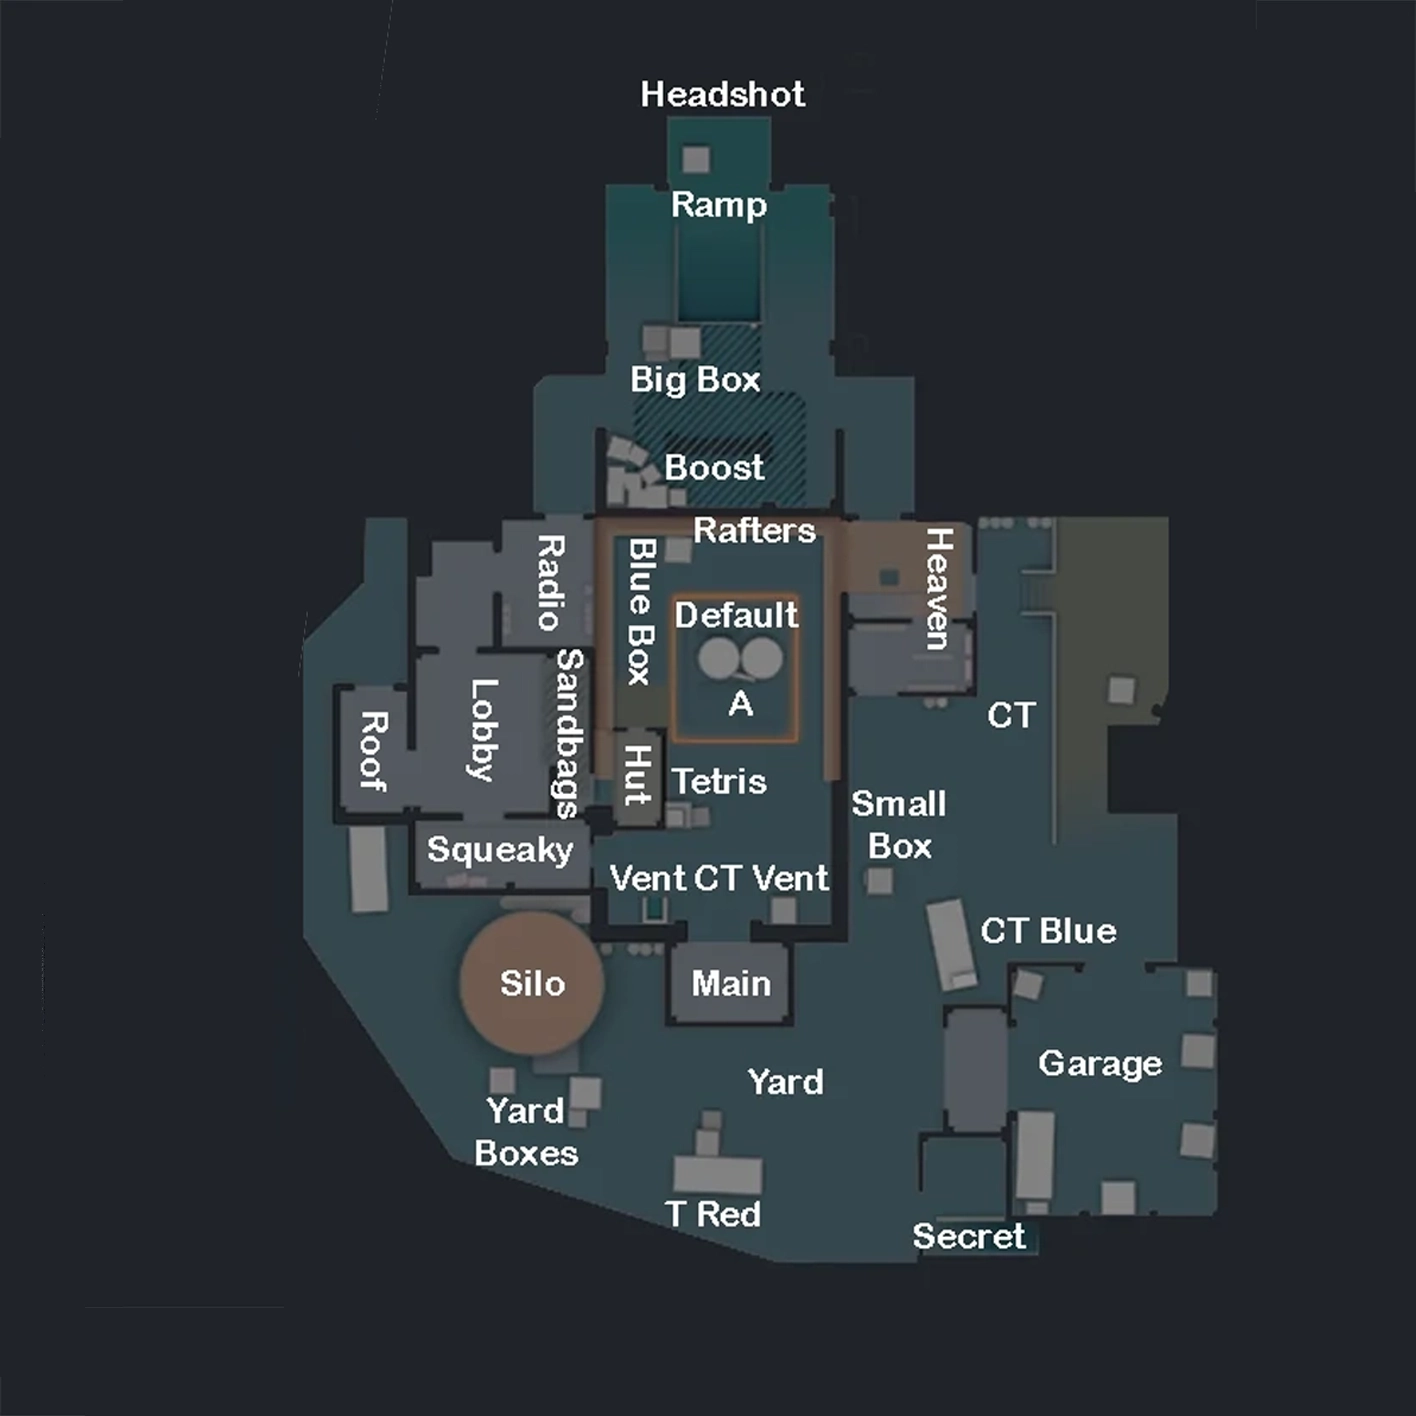 Headshot
Ramp
Big Box
Boost
Rafters
Radio
Blue Box
Heaven
Default
Sandbags
Lobby
Roof
A
CT
Hut
Tetris
Small
Box
Squeaky
Vent CT Vent
CT Blue
Silo
Main
Garage
Yard
Yard
Boxes
T Red
Secret